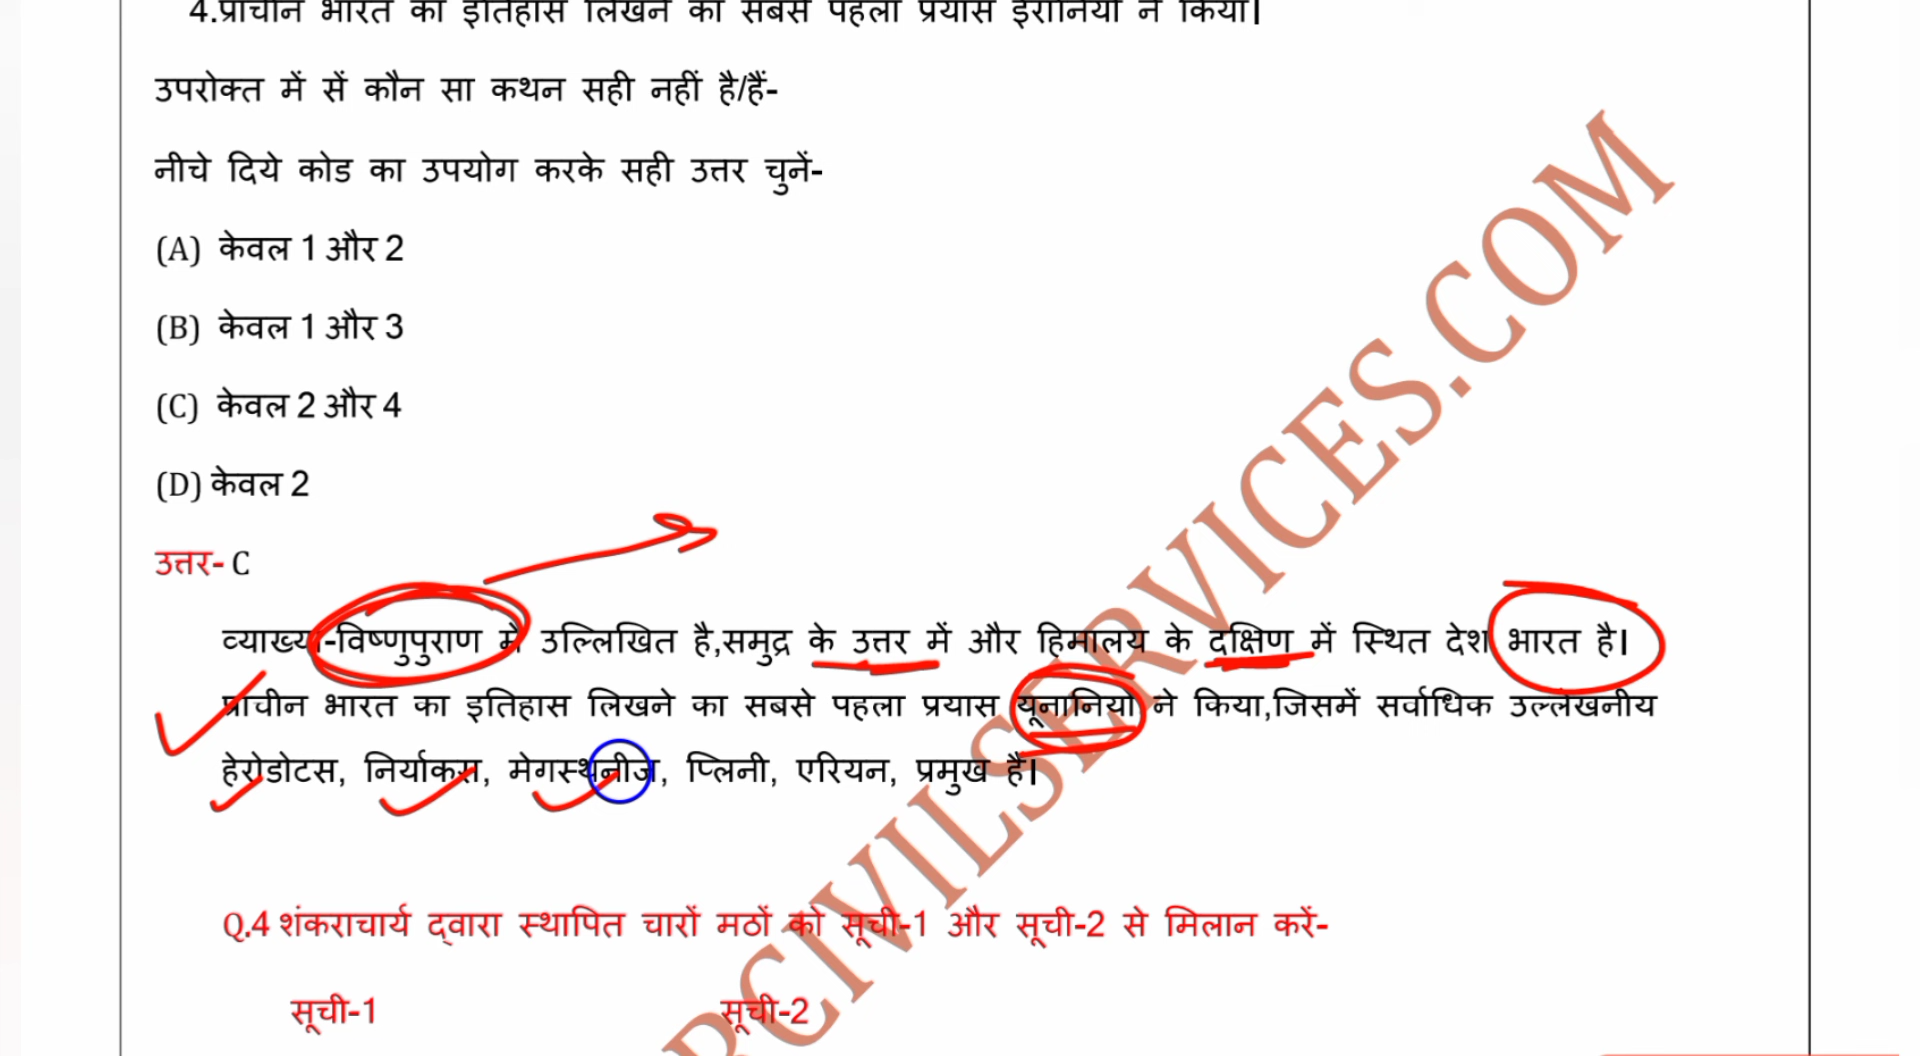 4.प्राचीन भारत का इतिहास लिखने का सबसे पहला प्रयास ईरानियों ने किया।
उपरोक्त में सें कौन सा कथन सही नहीं है/हैं-
नीचे दिये कोड का उपयोग करके सही उत्तर चुनें-
(A) केवल 1 और 2
(B) केवल 1 और 3
(C) केवल 2 और 4
(D) केवल 2
उत्तर- C
व्याख्या-विष्णुपुराण में उल्लिखित है,समुद्र के उत्तर में और हिमालय के दक्षिण में स्थित देश भारत है।
प्राचीन भारत का इतिहास लिखने का सबसे पहला प्रयास यूनानियों ने किया,जिसमें सर्वाधिक उल्लेखनीय
हेरोडोटस, निर्याकस, मेगस्थनीज, प्लिनी, एरियन, प्रमुख हैं।
Q.4 शंकराचार्य द्वारा स्थापित चारों मठों को सूची-1 और सूची-2 से मिलान करें-
सूची-1 सूची-2
RCIVILSERVICES.COM